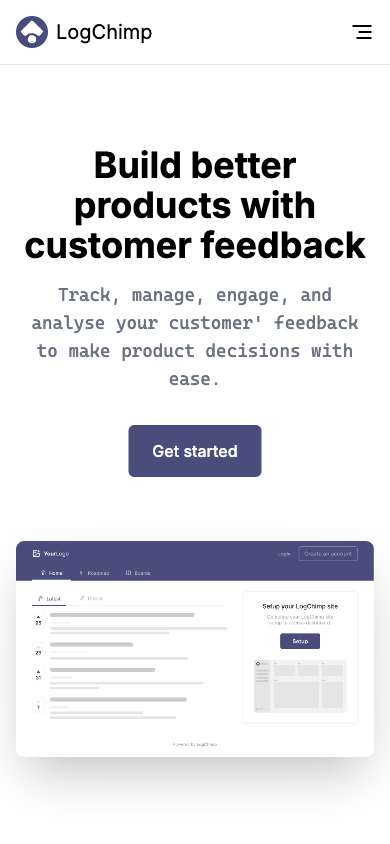 LogChimp
Build better
products with
customer feedback
Track, manage, engage, and
analyse your customer' feedback
to make product decisions with
ease.
Get started
YourLogo
Login
Create an account
Home
Roadmap
Boards
Latest
Setup your LogChimp site
Complete your LogChimp site
setup to access dashboard.
Setup
05
23
31
7
Powered by LogChimp